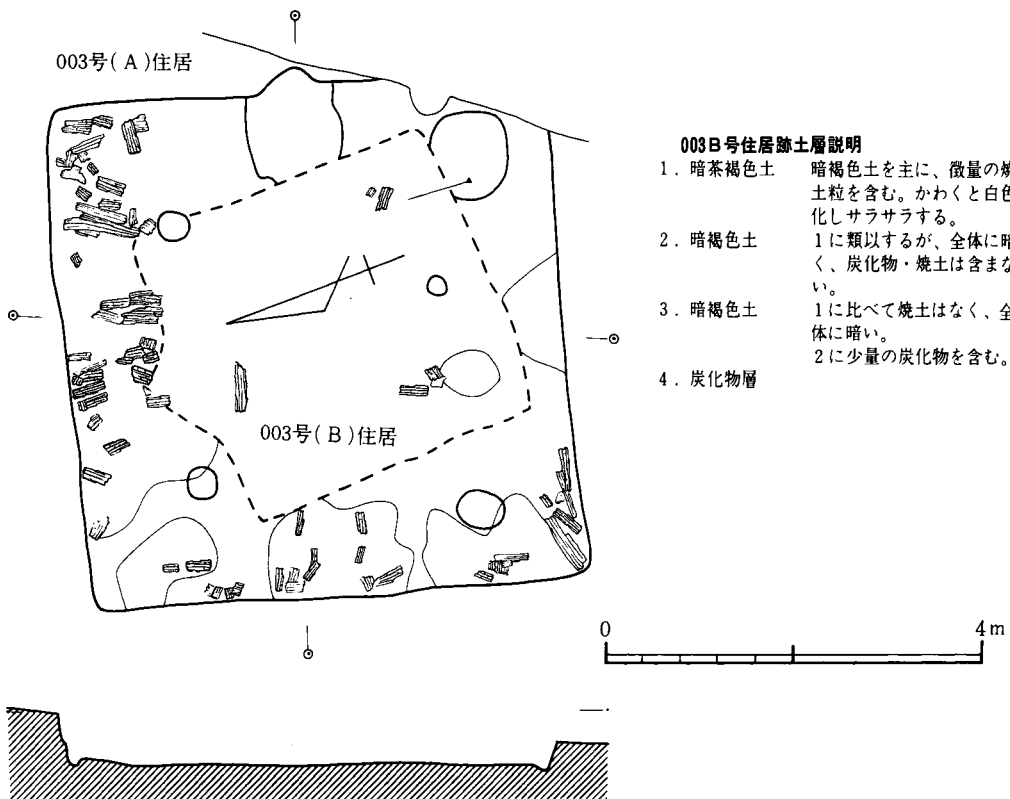 003号(A)住居
003号(B)住居
003B号住居跡土層説明
1. 暗茶褐色土 暗褐色土を主に、微量の焼
土粒を含む。かわくと白色
化しサラサラする。
2. 暗褐色土 1に類以するが、全体に暗
く、炭化物・焼土は含まな
い。
3. 暗褐色土 1に比べて焼土はなく、全
体に暗い。
2に少量の炭化物を含む。
4. 炭化物層
0 4m